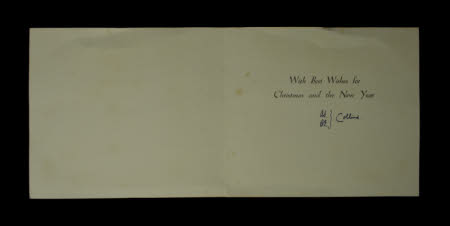 With Best Wishes for
Christmas and the New Year
Collins